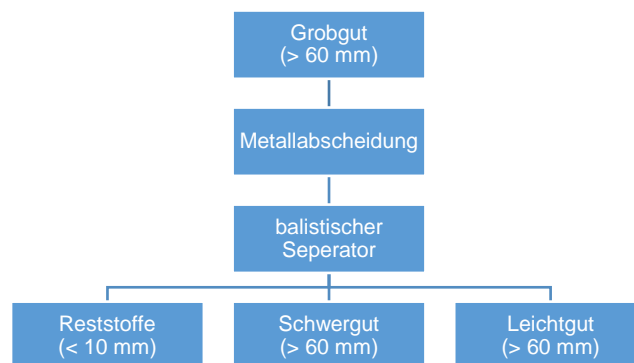 Grobgut
(> 60 mm)
Metallabscheidung
balistischer
Seperator
Reststoffe
(< 10 mm)
Schwergut
(> 60 mm)
Leichtgut
(> 60 mm)